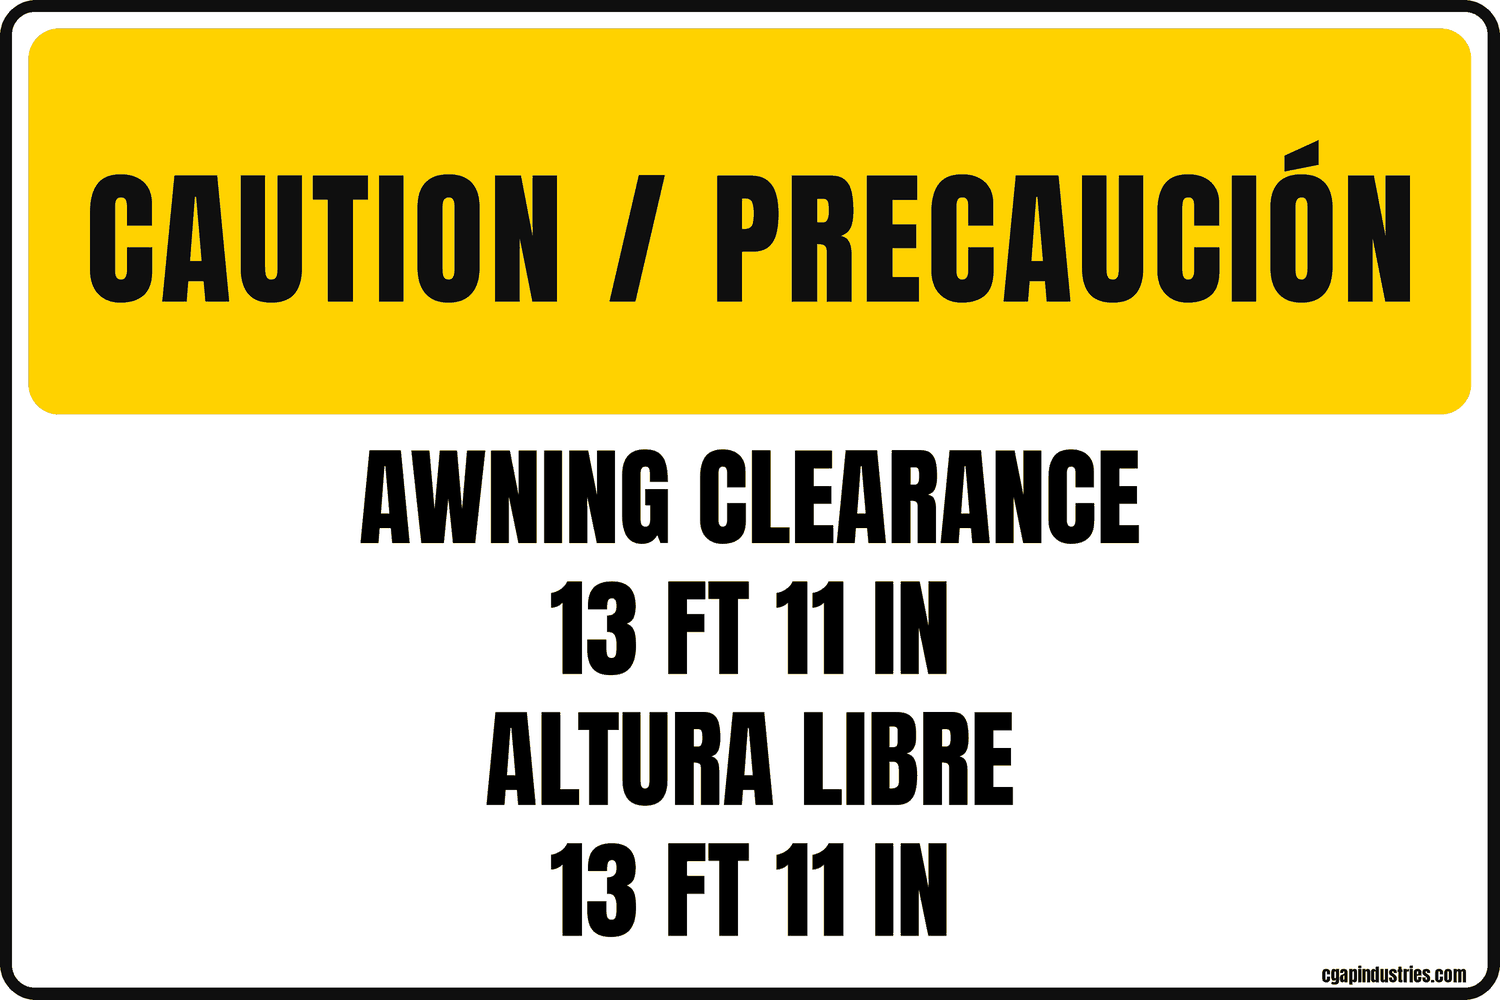 CAUTION / PRECAUCIÓN
AWNING CLEARANCE
13 FT 11 IN
ALTURA LIBRE
13 FT 11 IN
cgapindustries.com